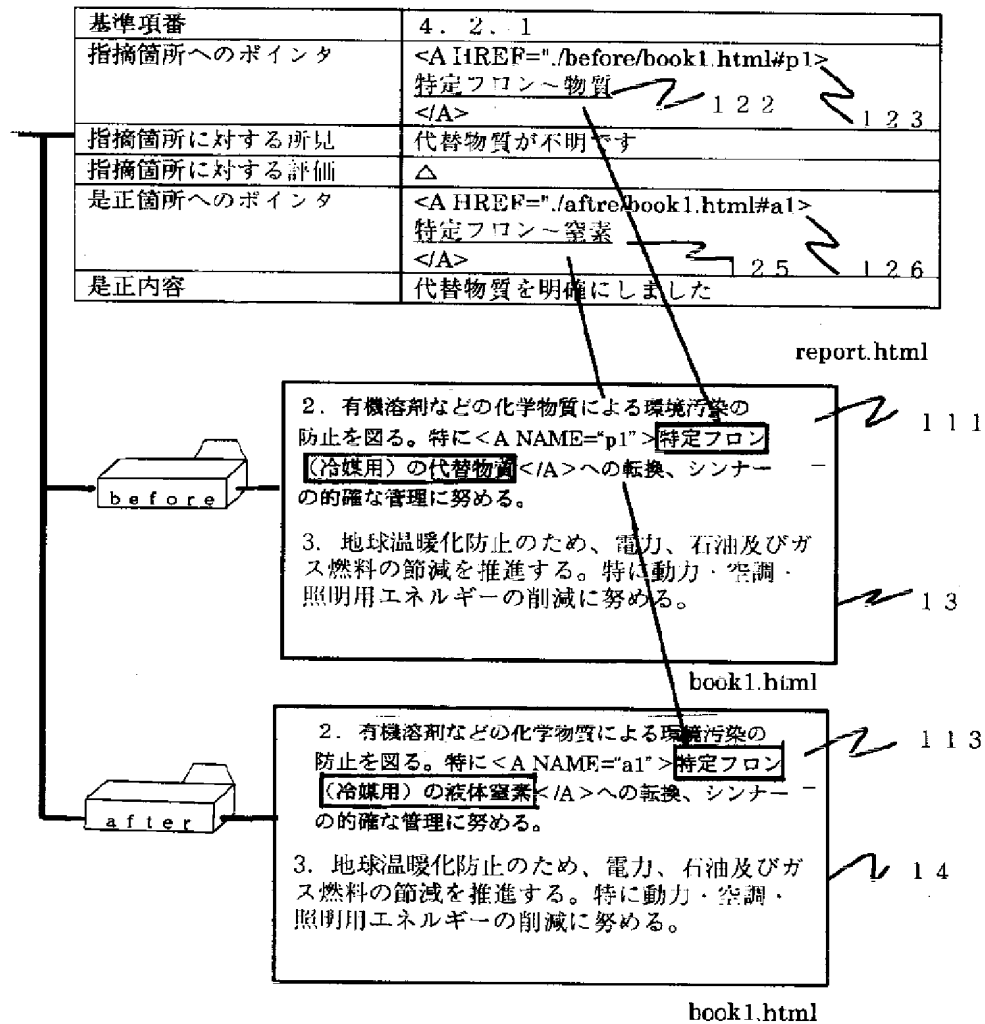 基準項番 4．2．1
指摘箇所へのポインタ <A HREF="./before/book1.html#p1>
特定フロン～物質
</A>
122
123
指摘箇所に対する所見 代替物質が不明です
指摘箇所に対する評価 △
是正箇所へのポインタ <A HREF="./aftre/book1.html#a1>
特定フロン～窒素
</A>
125
126
是正内容 代替物質を明確にしました
report.html
before
2．有機溶剤などの化学物質による環境汚染の
防止を図る。特に<A NAME="p1">特定フロン
（冷媒用）の代替物質</A>への転換、シンナー
の的確な管理に努める。
3．地球温暖化防止のため、電力、石油及びガ
ス燃料の節減を推進する。特に動力・空調・
照明用エネルギーの削減に努める。
111
13
book1.html
after
2．有機溶剤などの化学物質による環境汚染の
防止を図る。特に<A NAME="a1">特定フロン
（冷媒用）の液体窒素</A>への転換、シンナー
の的確な管理に努める。
3．地球温暖化防止のため、電力、石油及びガ
ス燃料の節減を推進する。特に動力・空調・
照明用エネルギーの削減に努める。
113
14
book1.html